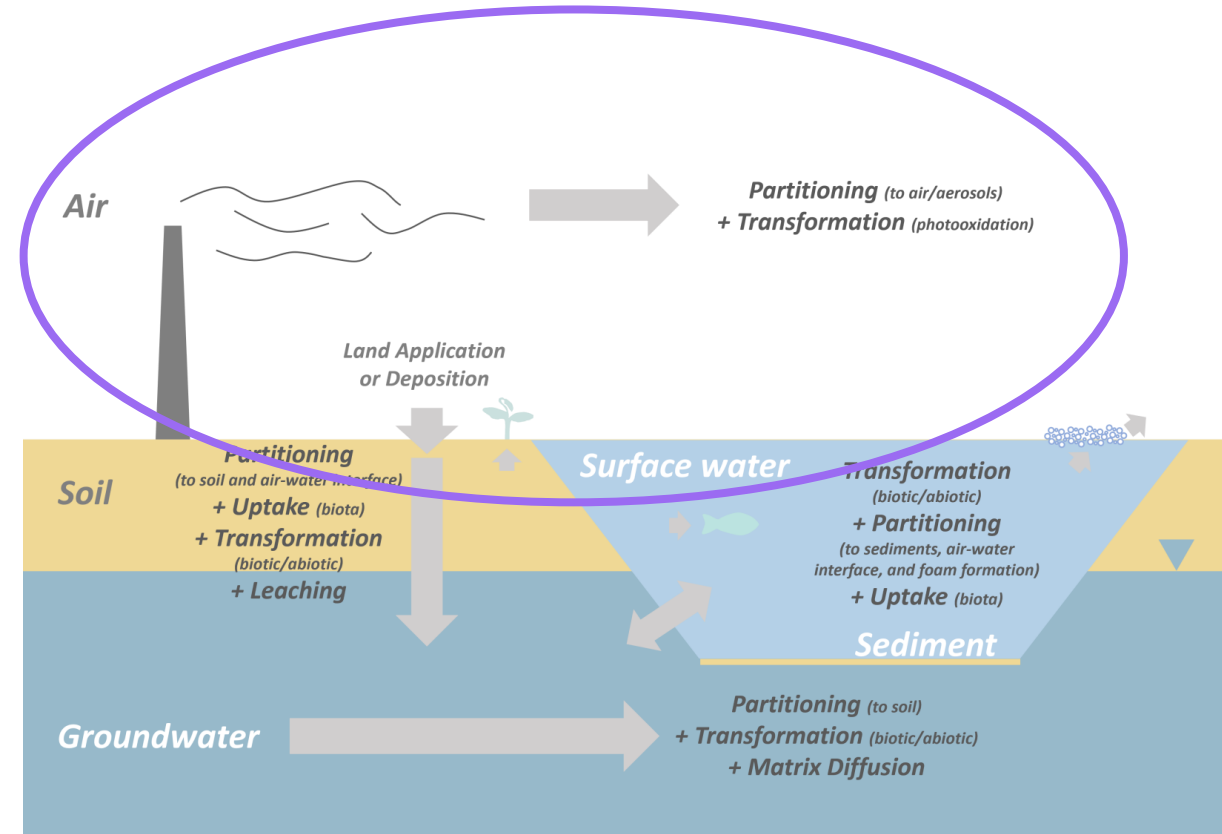 Air
Partitioning (to air/aerosols)
+ Transformation (photooxidation)
Land Application
or Deposition
Soil
Partitioning
(to soil and air-water interface)
+ Uptake (biota)
+ Transformation
(biotic/abiotic)
+ Leaching
Surface water
Transformation
(biotic/abiotic)
+ Partitioning
(to sediments, air-water
interface, and foam formation)
+ Uptake (biota)
Sediment
Groundwater
Partitioning (to soil)
+ Transformation (biotic/abiotic)
+ Matrix Diffusion